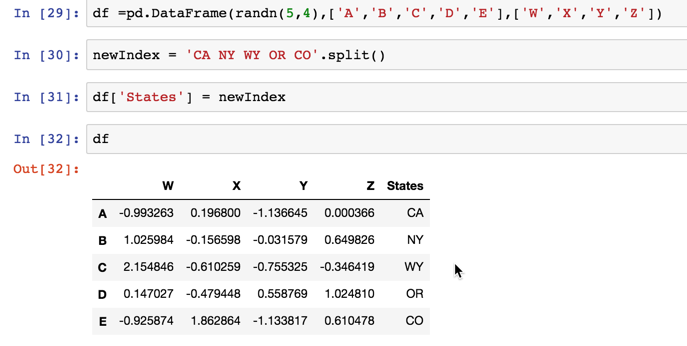 In [29]: df =pd.DataFrame(randn(5,4),['A','B','C','D','E'],['W','X','Y','Z'])
In [30]: newIndex = 'CA NY WY OR CO'.split()
In [31]: df['States'] = newIndex
In [32]: df
Out[32]:
W X Y Z States
A -0.993263 0.196800 -1.136645 0.000366 CA
B 1.025984 -0.156598 -0.031579 0.649826 NY
C 2.154846 -0.610259 -0.755325 -0.346419 WY
D 0.147027 -0.479448 0.558769 1.024810 OR
E -0.925874 1.862864 -1.133817 0.610478 CO